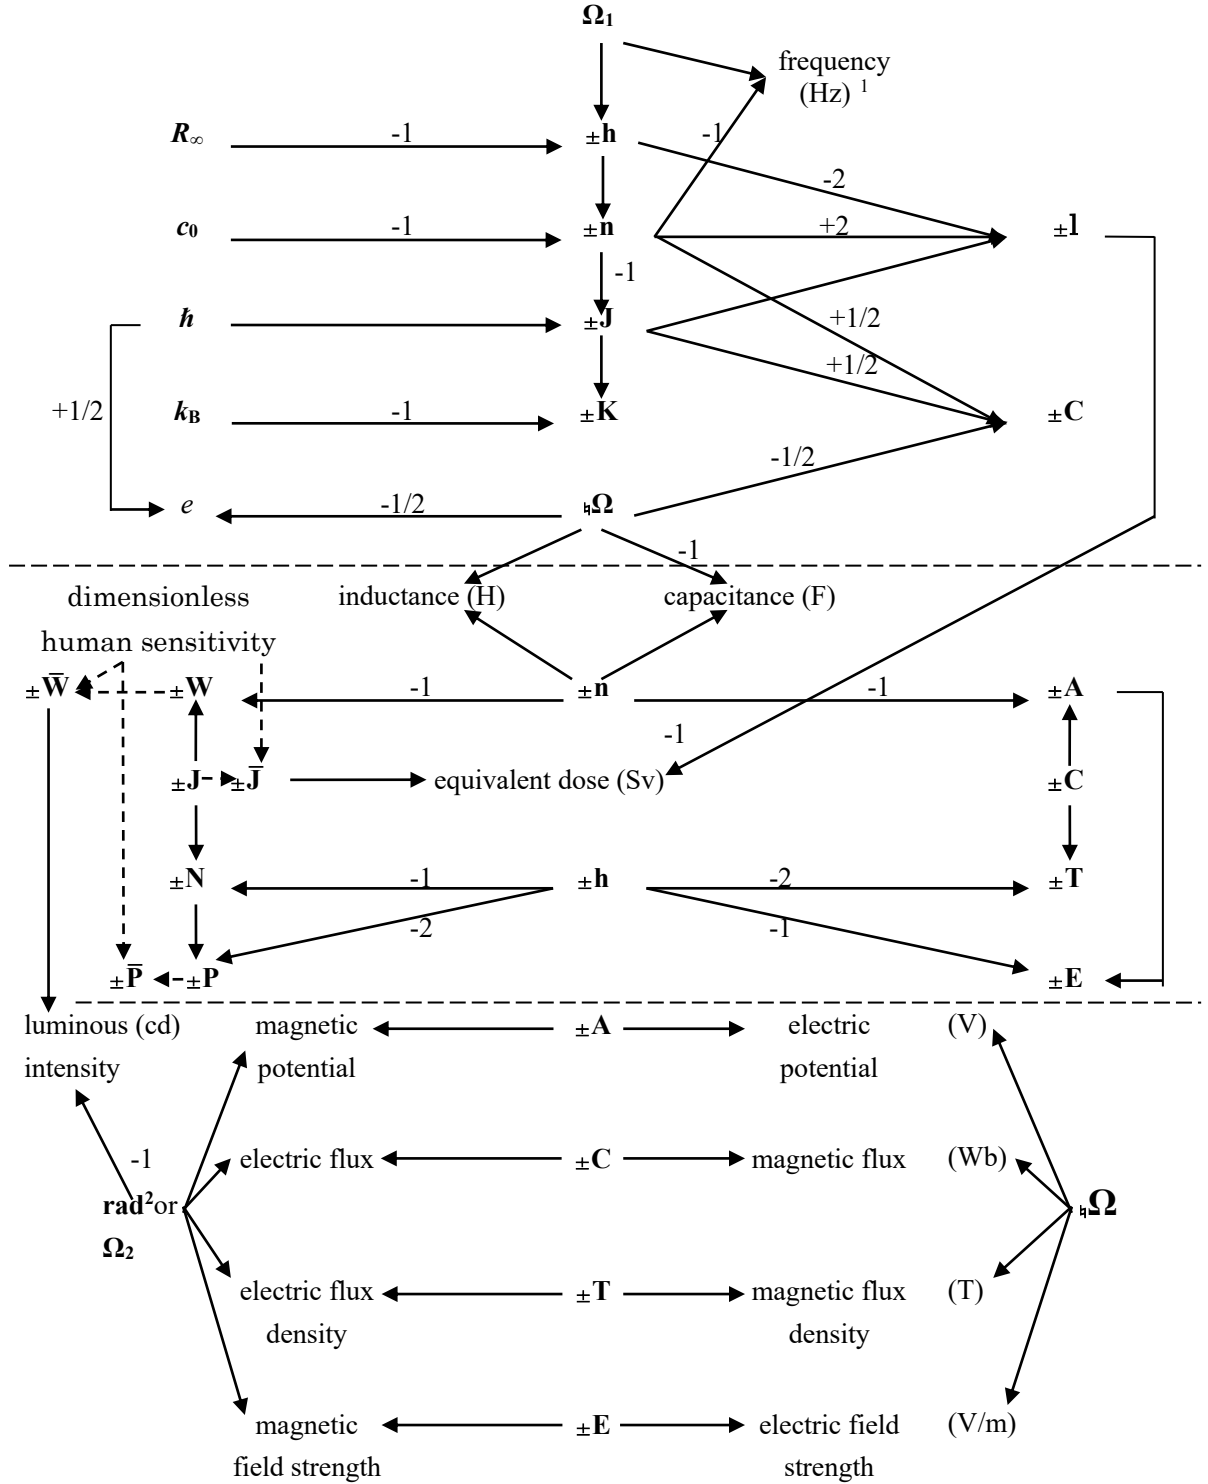 Ω₁
frequency
(Hz) ¹
R∞ -1 ±h -1
-2
c₀ -1 ±n +2 ±l
-1
ħ ±J +1/2
+1/2
+1/2 k_B -1 ±K ±C
-1/2
e -1/2 ♮Ω
-1
dimensionless inductance (H) capacitance (F)
human sensitivity
±W̅ ±W -1 ±n -1 ±A
-1
±J ±J̅ equivalent dose (Sv) ±C
±N -1 ±h -2 ±T
-2 -1
±P̅ ±P ±E
luminous (cd) magnetic ±A electric (V)
intensity potential potential
-1 electric flux ±C magnetic flux (Wb)
rad²or ♮Ω
Ω₂
electric flux ±T magnetic flux (T)
density density
magnetic ±E electric field (V/m)
field strength strength